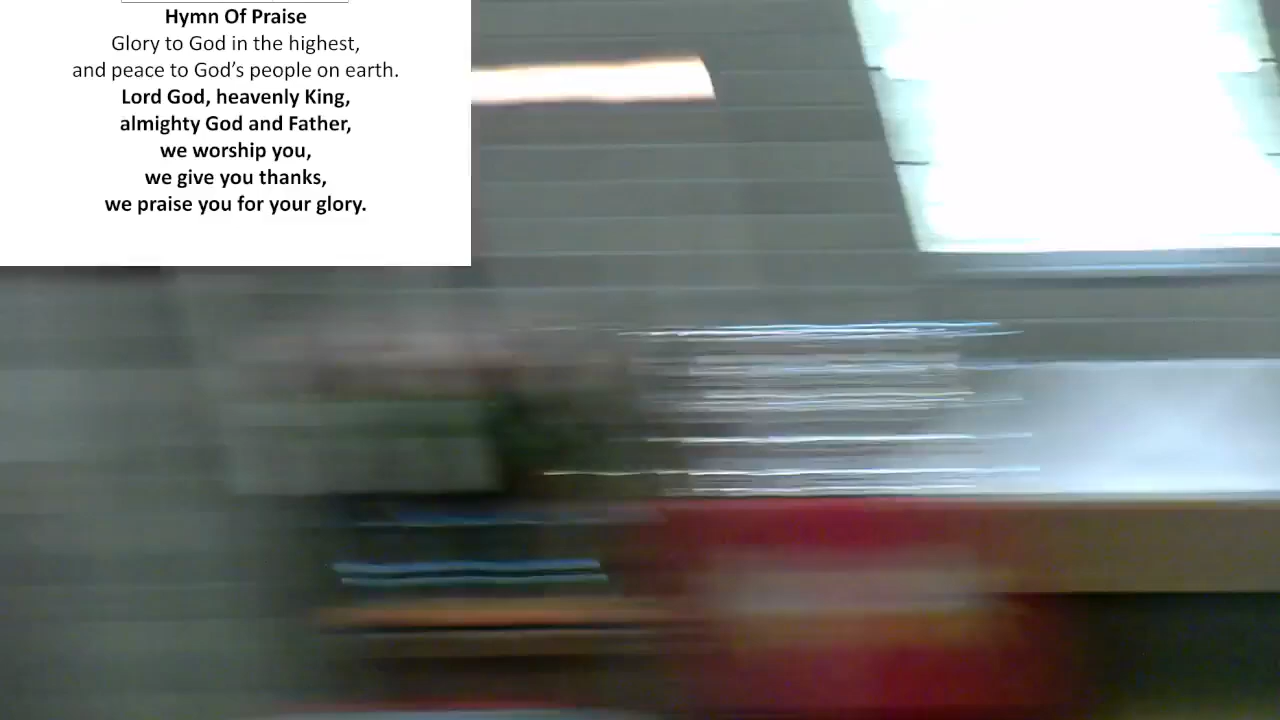 Hymn Of Praise
Glory to God in the highest,
and peace to God’s people on earth.
Lord God, heavenly King,
almighty God and Father,
we worship you,
we give you thanks,
we praise you for your glory.